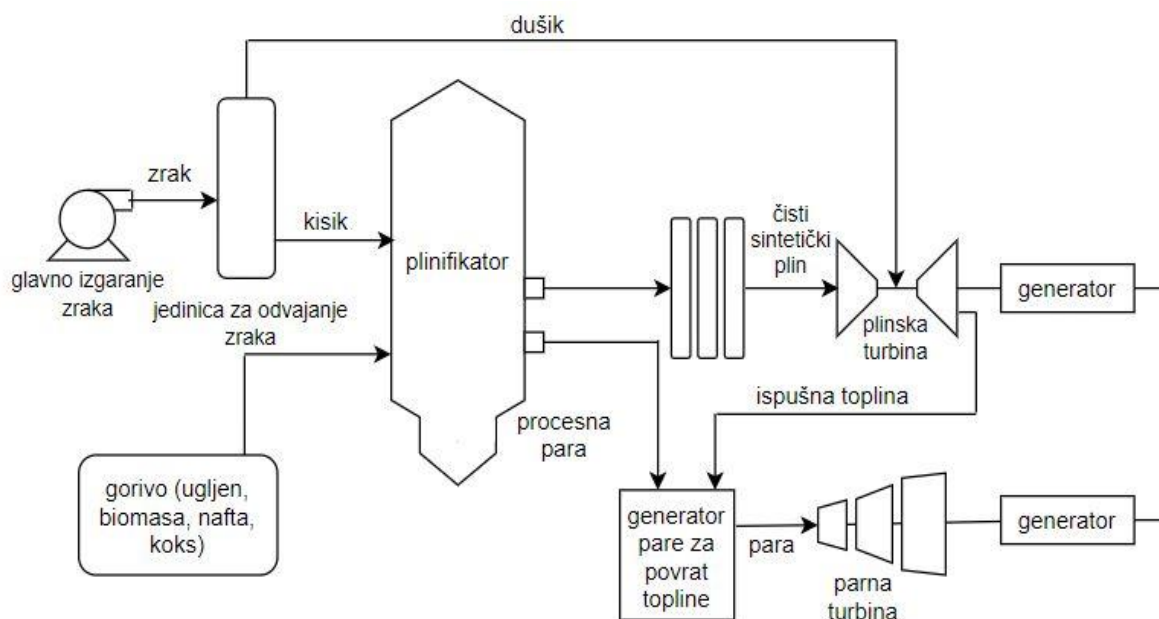 dušik
zrak
kisik
glavno izgaranje
zraka
jedinica za odvajanje
zraka
plinifikator
čisti
sintetički
plin
plinska
turbina
generator
ispušna toplina
procesna
para
gorivo (ugljen,
biomasa, nafta,
koks)
generator
pare za
povrat
topline
para
parna
turbina
generator